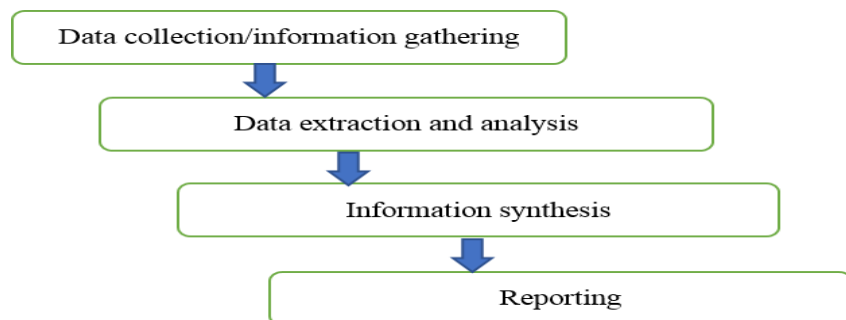 Data collection/information gathering
Data extraction and analysis
Information synthesis
Reporting